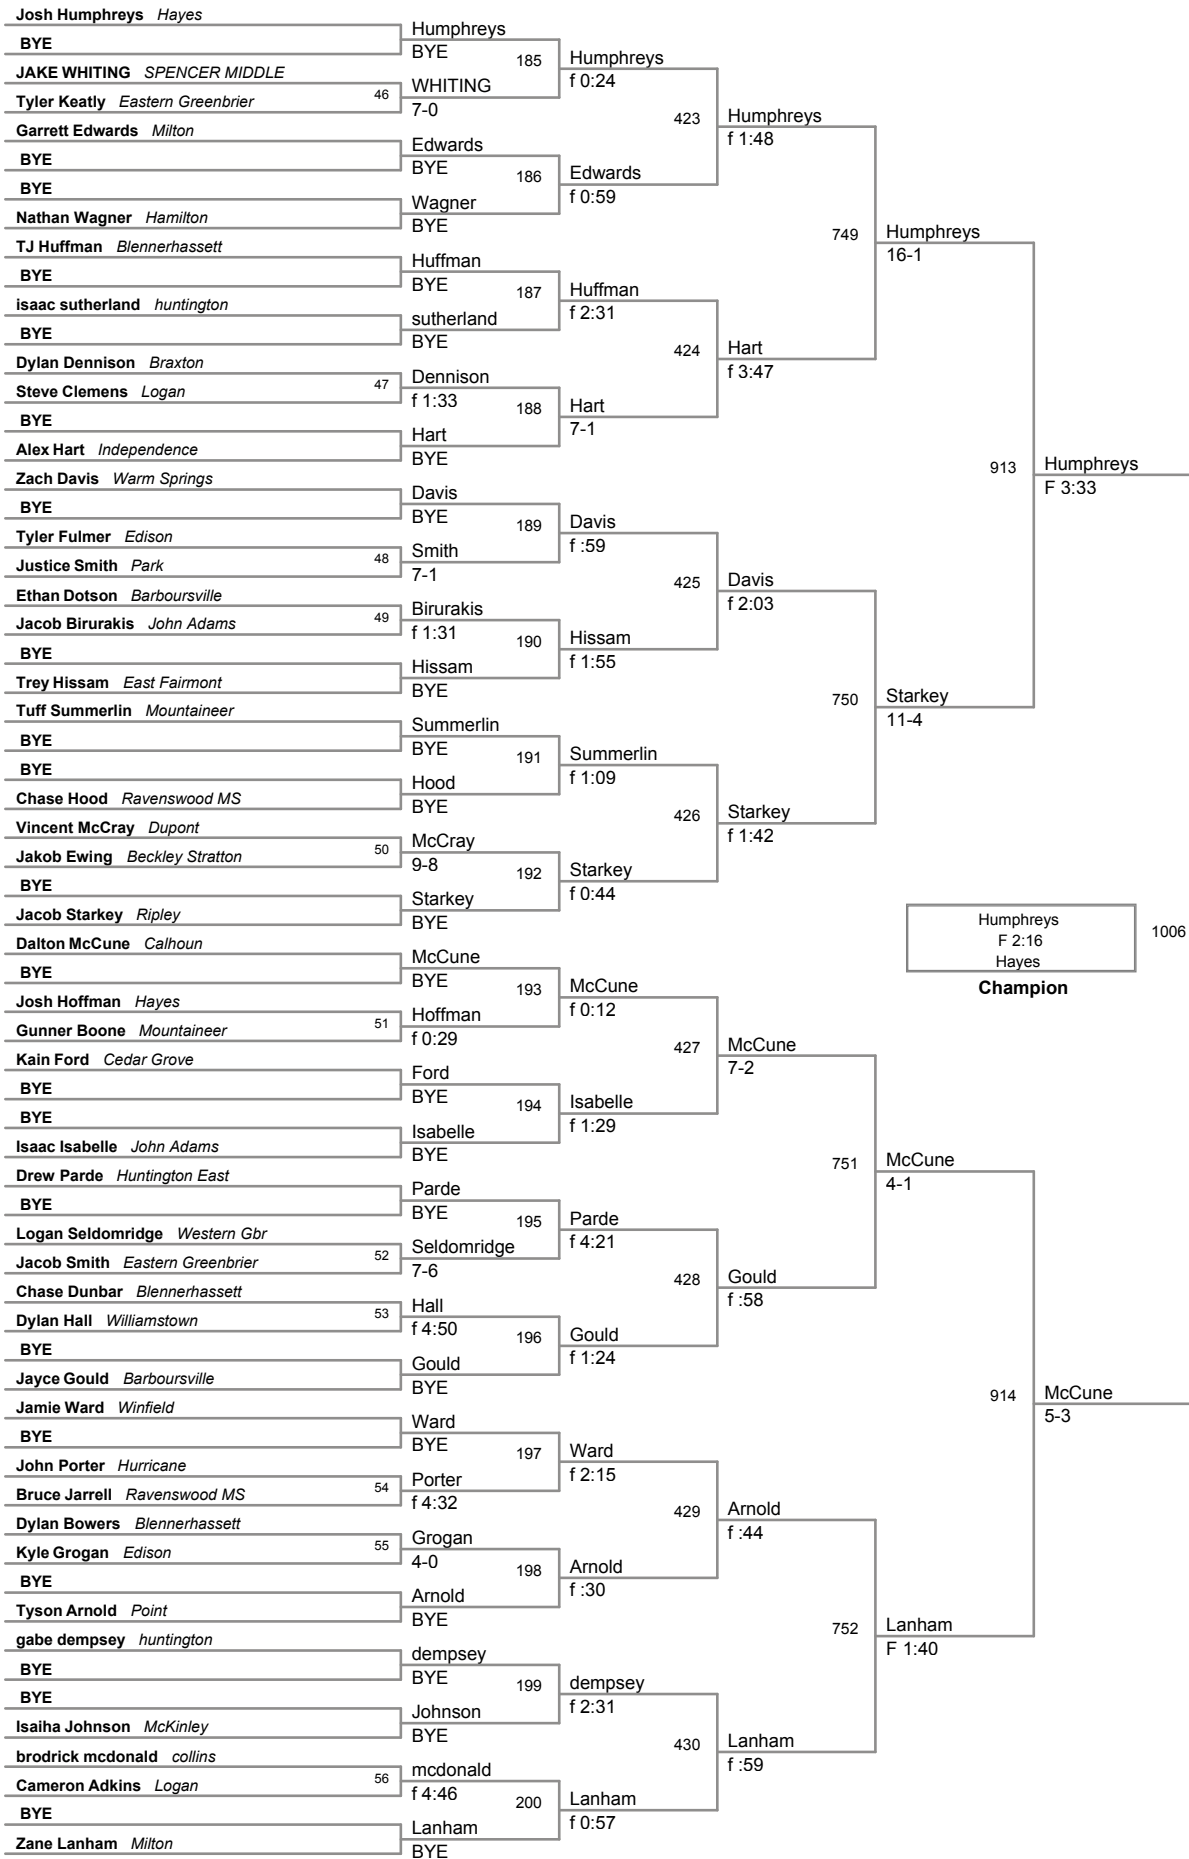 Josh Humphreys Hayes
BYE
JAKE WHITING SPENCER MIDDLE
Tyler Keatly Eastern Greenbrier
Garrett Edwards Milton
BYE
BYE
Nathan Wagner Hamilton
TJ Huffman Blennerhassett
BYE
isaac sutherland huntington
BYE
Dylan Dennison Braxton
Steve Clemens Logan
BYE
Alex Hart Independence
Zach Davis Warm Springs
BYE
Tyler Fulmer Edison
Justice Smith Park
Ethan Dotson Barboursville
Jacob Birurakis John Adams
BYE
Trey Hissam East Fairmont
Tuff Summerlin Mountaineer
BYE
BYE
Chase Hood Ravenswood MS
Vincent McCray Dupont
Jakob Ewing Beckley Stratton
BYE
Jacob Starkey Ripley
Dalton McCune Calhoun
BYE
Josh Hoffman Hayes
Gunner Boone Mountaineer
Kain Ford Cedar Grove
BYE
BYE
Isaac Isabelle John Adams
Drew Parde Huntington East
BYE
Logan Seldomridge Western Gbr
Jacob Smith Eastern Greenbrier
Chase Dunbar Blennerhassett
Dylan Hall Williamstown
BYE
Jayce Gould Barboursville
Jamie Ward Winfield
BYE
John Porter Hurricane
Bruce Jarrell Ravenswood MS
Dylan Bowers Blennerhassett
Kyle Grogan Edison
BYE
Tyson Arnold Point
gabe dempsey huntington
BYE
BYE
Isaiha Johnson McKinley
brodrick mcdonald collins
Cameron Adkins Logan
BYE
Zane Lanham Milton
46
47
48
49
50
51
52
53
54
55
56
Humphreys
BYE
WHITING
7-0
Edwards
BYE
Wagner
BYE
Huffman
BYE
sutherland
BYE
Dennison
f 1:33
Hart
BYE
Davis
BYE
Smith
7-1
Birurakis
f 1:31
Hissam
BYE
Summerlin
BYE
Hood
BYE
McCray
9-8
Starkey
BYE
McCune
BYE
Hoffman
f 0:29
Ford
BYE
Isabelle
BYE
Parde
BYE
Seldomridge
7-6
Hall
f 4:50
Gould
BYE
Ward
BYE
Porter
f 4:32
Grogan
4-0
Arnold
BYE
dempsey
BYE
Johnson
BYE
mcdonald
f 4:46
Lanham
BYE
185
186
187
188
189
190
191
192
193
194
195
196
197
198
199
200
Humphreys
f 0:24
Edwards
f 0:59
Huffman
f 2:31
Hart
7-1
Davis
f :59
Hissam
f 1:55
Summerlin
f 1:09
Starkey
f 0:44
McCune
f 0:12
Isabelle
f 1:29
Parde
f 4:21
Gould
f 1:24
Ward
f 2:15
Arnold
f :30
dempsey
f 2:31
Lanham
f 0:57
423
424
425
426
427
428
429
430
Humphreys
f 1:48
Hart
f 3:47
Davis
f 2:03
Starkey
f 1:42
McCune
7-2
Gould
f :58
Arnold
f :44
Lanham
f :59
749
750
751
752
Humphreys
16-1
Starkey
11-4
McCune
4-1
Lanham
F 1:40
913
914
Humphreys
F 3:33
McCune
5-3
Humphreys
F 2:16
Hayes
1006
Champion